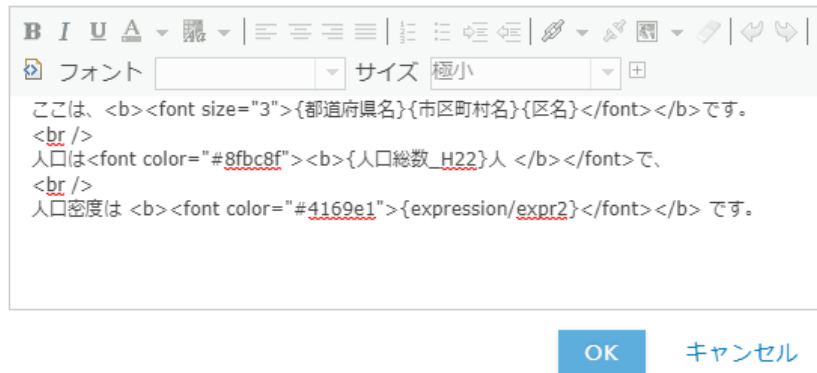 B I U A
フォント サイズ 極小
ここは、<b><font size="3">{都道府県名}{市区町村名}{区名}</font></b>です。
<br />
人口は<font color="#8fbc8f"><b>{人口総数_H22}人 </b></font>で、
<br />
人口密度は <b><font color="#4169e1">{expression/expr2}</font></b> です。
OK キャンセル